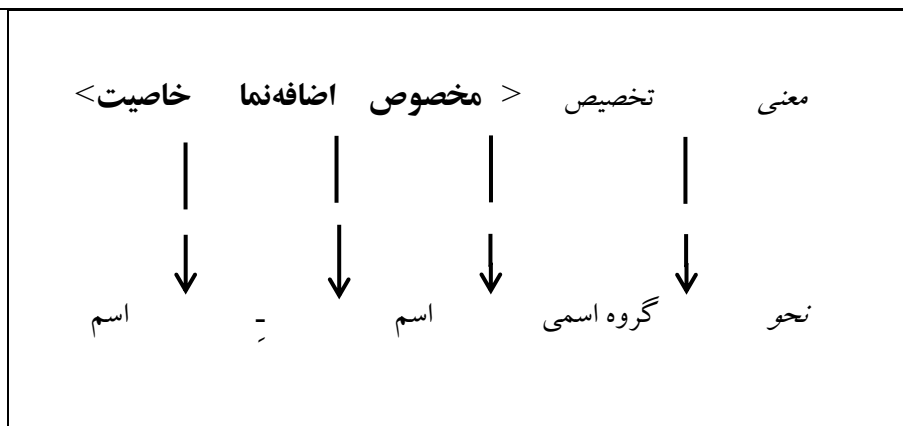 معنی تخصیص < مخصوص اضافه‌نما خاصیت>
نحو گروه اسمی اسم ـِ اسم